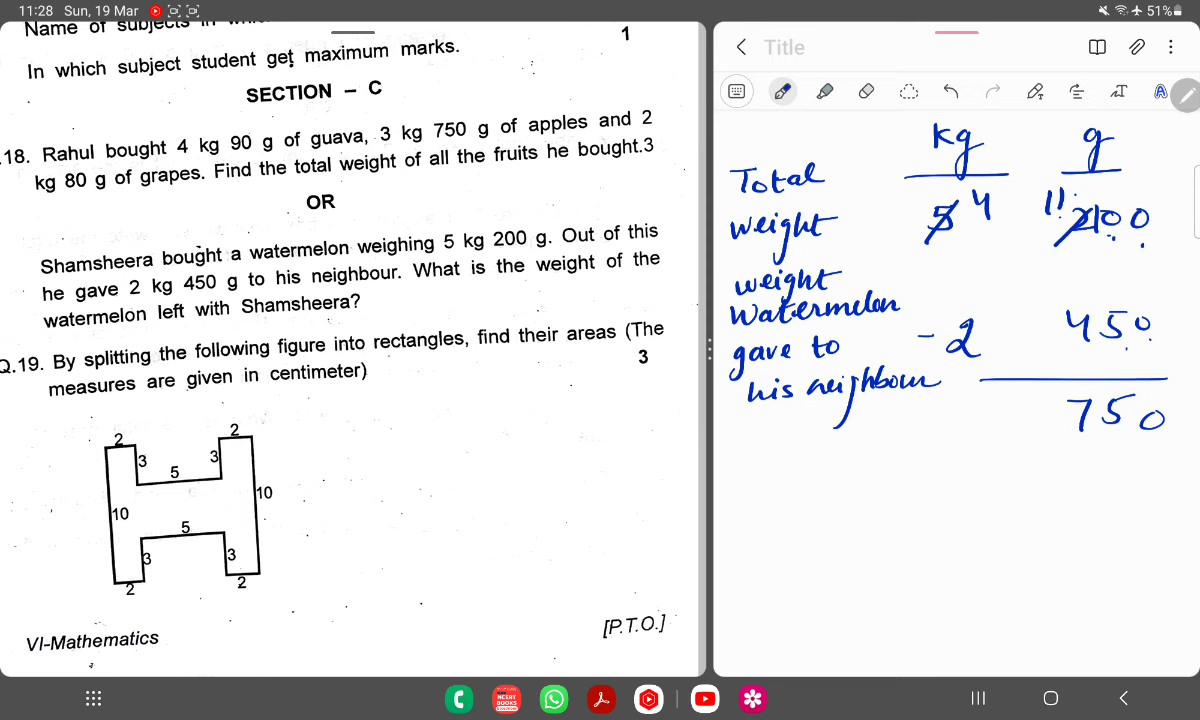 11:28 Sun, 19 Mar
51%
Name of subjects in
1
In which subject student get maximum marks.
SECTION – C
18. Rahul bought 4 kg 90 g of guava, 3 kg 750 g of apples and 2
kg 80 g of grapes. Find the total weight of all the fruits he bought.3
OR
Shamsheera bought a watermelon weighing 5 kg 200 g. Out of this
he gave 2 kg 450 g to his neighbour. What is the weight of the
watermelon left with Shamsheera?
Q.19. By splitting the following figure into rectangles, find their areas (The
measures are given in centimeter)
3
2
2
3
3
5
10
10
5
3
3
2
2
VI-Mathematics
[P.T.O.]
Title
kg g
Total
weight 5 4 11 200
weight
watermelon
gave to - 2 450
his neighbour
750
NCERT
BOOKS